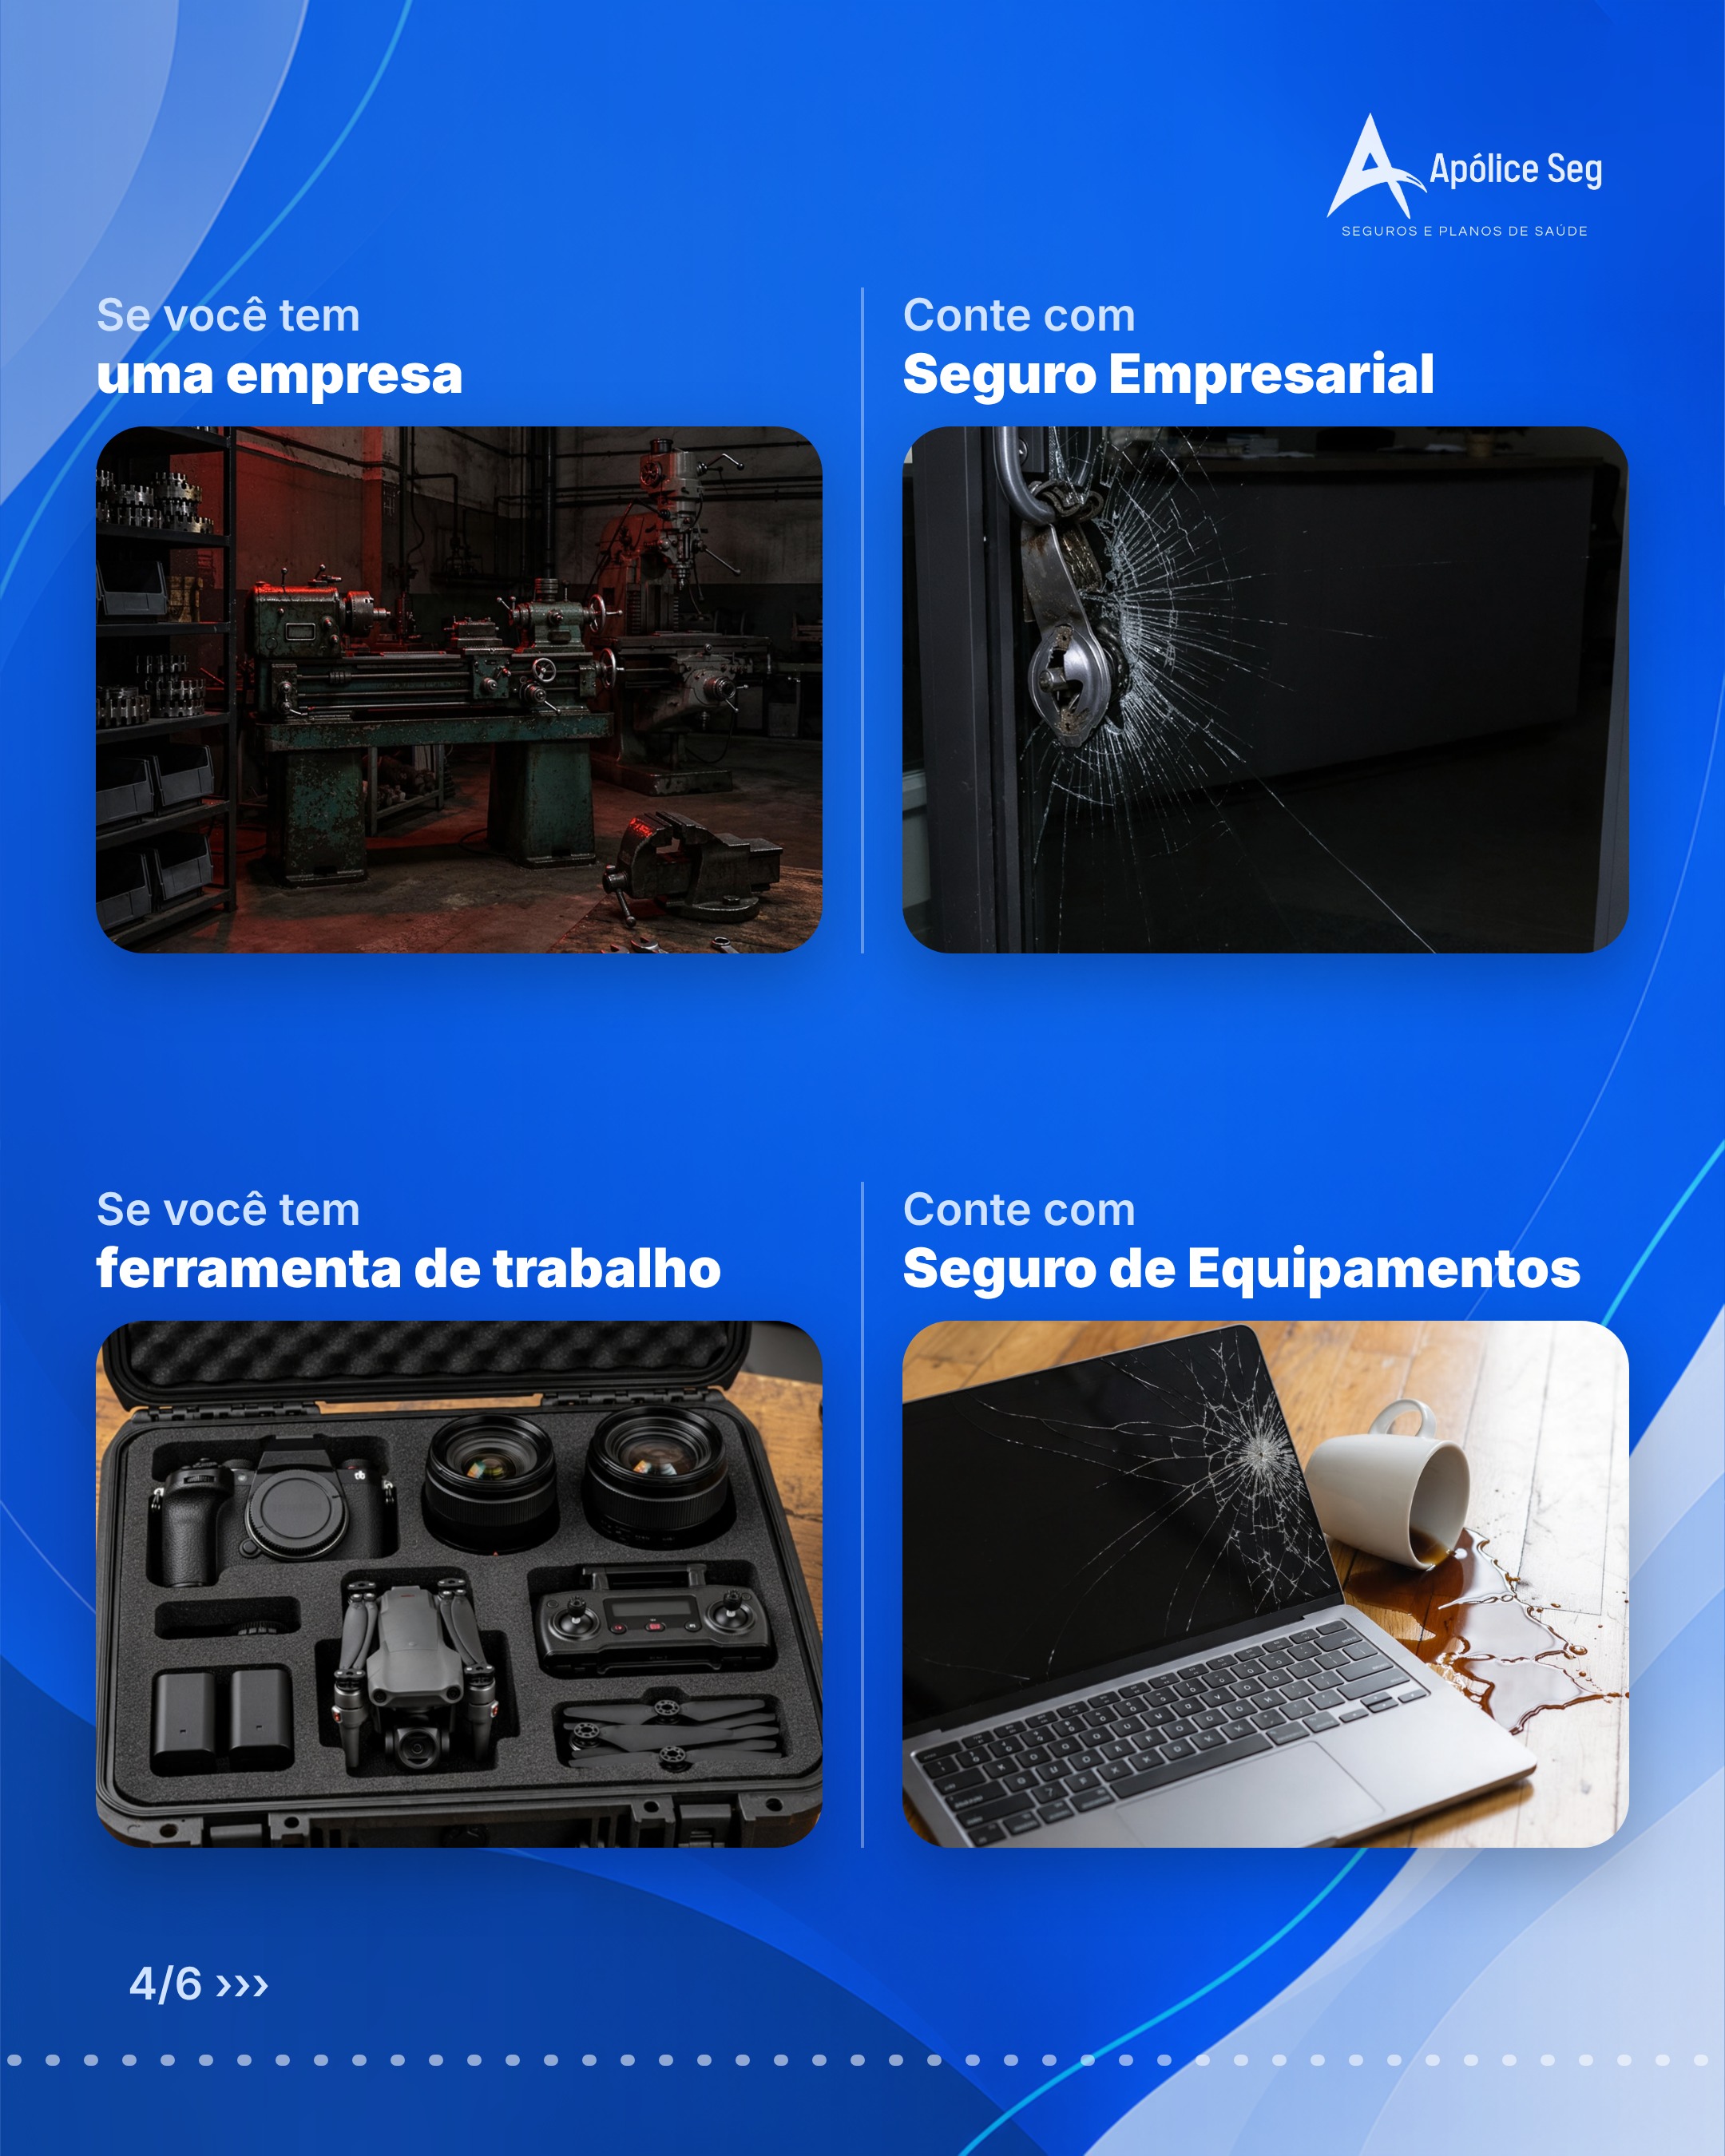 Apólice Seg
SEGUROS E PLANOS DE SAÚDE
Se você tem
uma empresa
Conte com
Seguro Empresarial
Se você tem
ferramenta de trabalho
Conte com
Seguro de Equipamentos
4/6 ›››